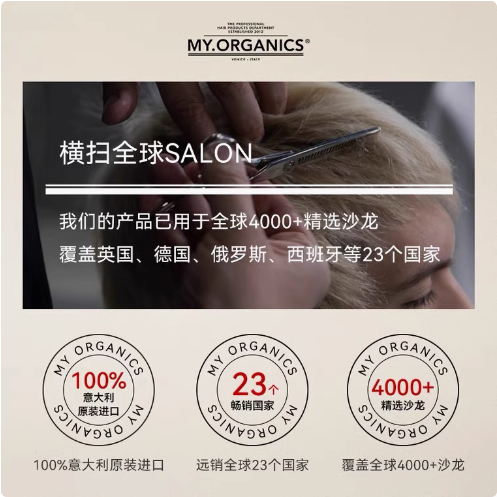 THE PROFESSIONAL
HAIR PRODUCTS DEPARTMENT
ESTABLISHED 2012
MY.ORGANICS®
VENICE - ITALY
横扫全球SALON
我们的产品已用于全球4000+精选沙龙
覆盖英国、德国、俄罗斯、西班牙等23个国家
MY ORGANICS
100%
意大利
原装进口
MY ORGANICS
MY ORGANICS
23个
畅销国家
MY ORGANICS
MY ORGANICS
4000+
精选沙龙
MY ORGANICS
100%意大利原装进口
远销全球23个国家
覆盖全球4000+沙龙